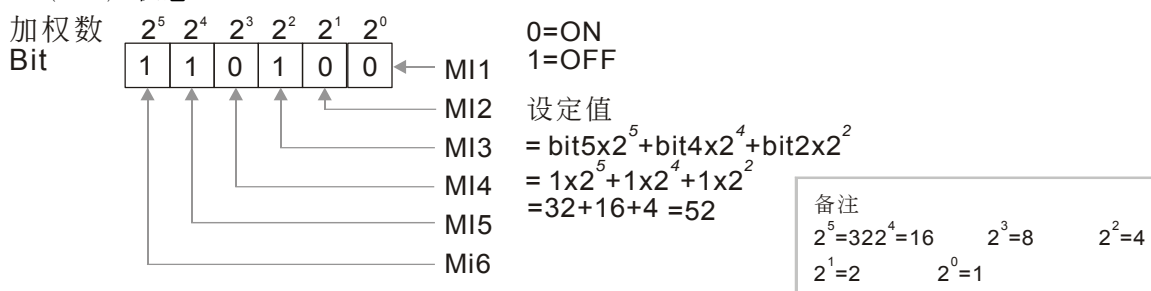 加权数 2⁵ 2⁴ 2³ 2² 2¹ 2⁰
Bit 1 1 0 1 0 0
MI1
MI2
MI3
MI4
MI5
Mi6
0=ON
1=OFF
设定值
= bit5x2⁵+bit4x2⁴+bit2x2²
= 1x2⁵+1x2⁴+1x2²
=32+16+4 =52
备注
2⁵=322⁴=16 2³=8 2²=4
2¹=2 2⁰=1